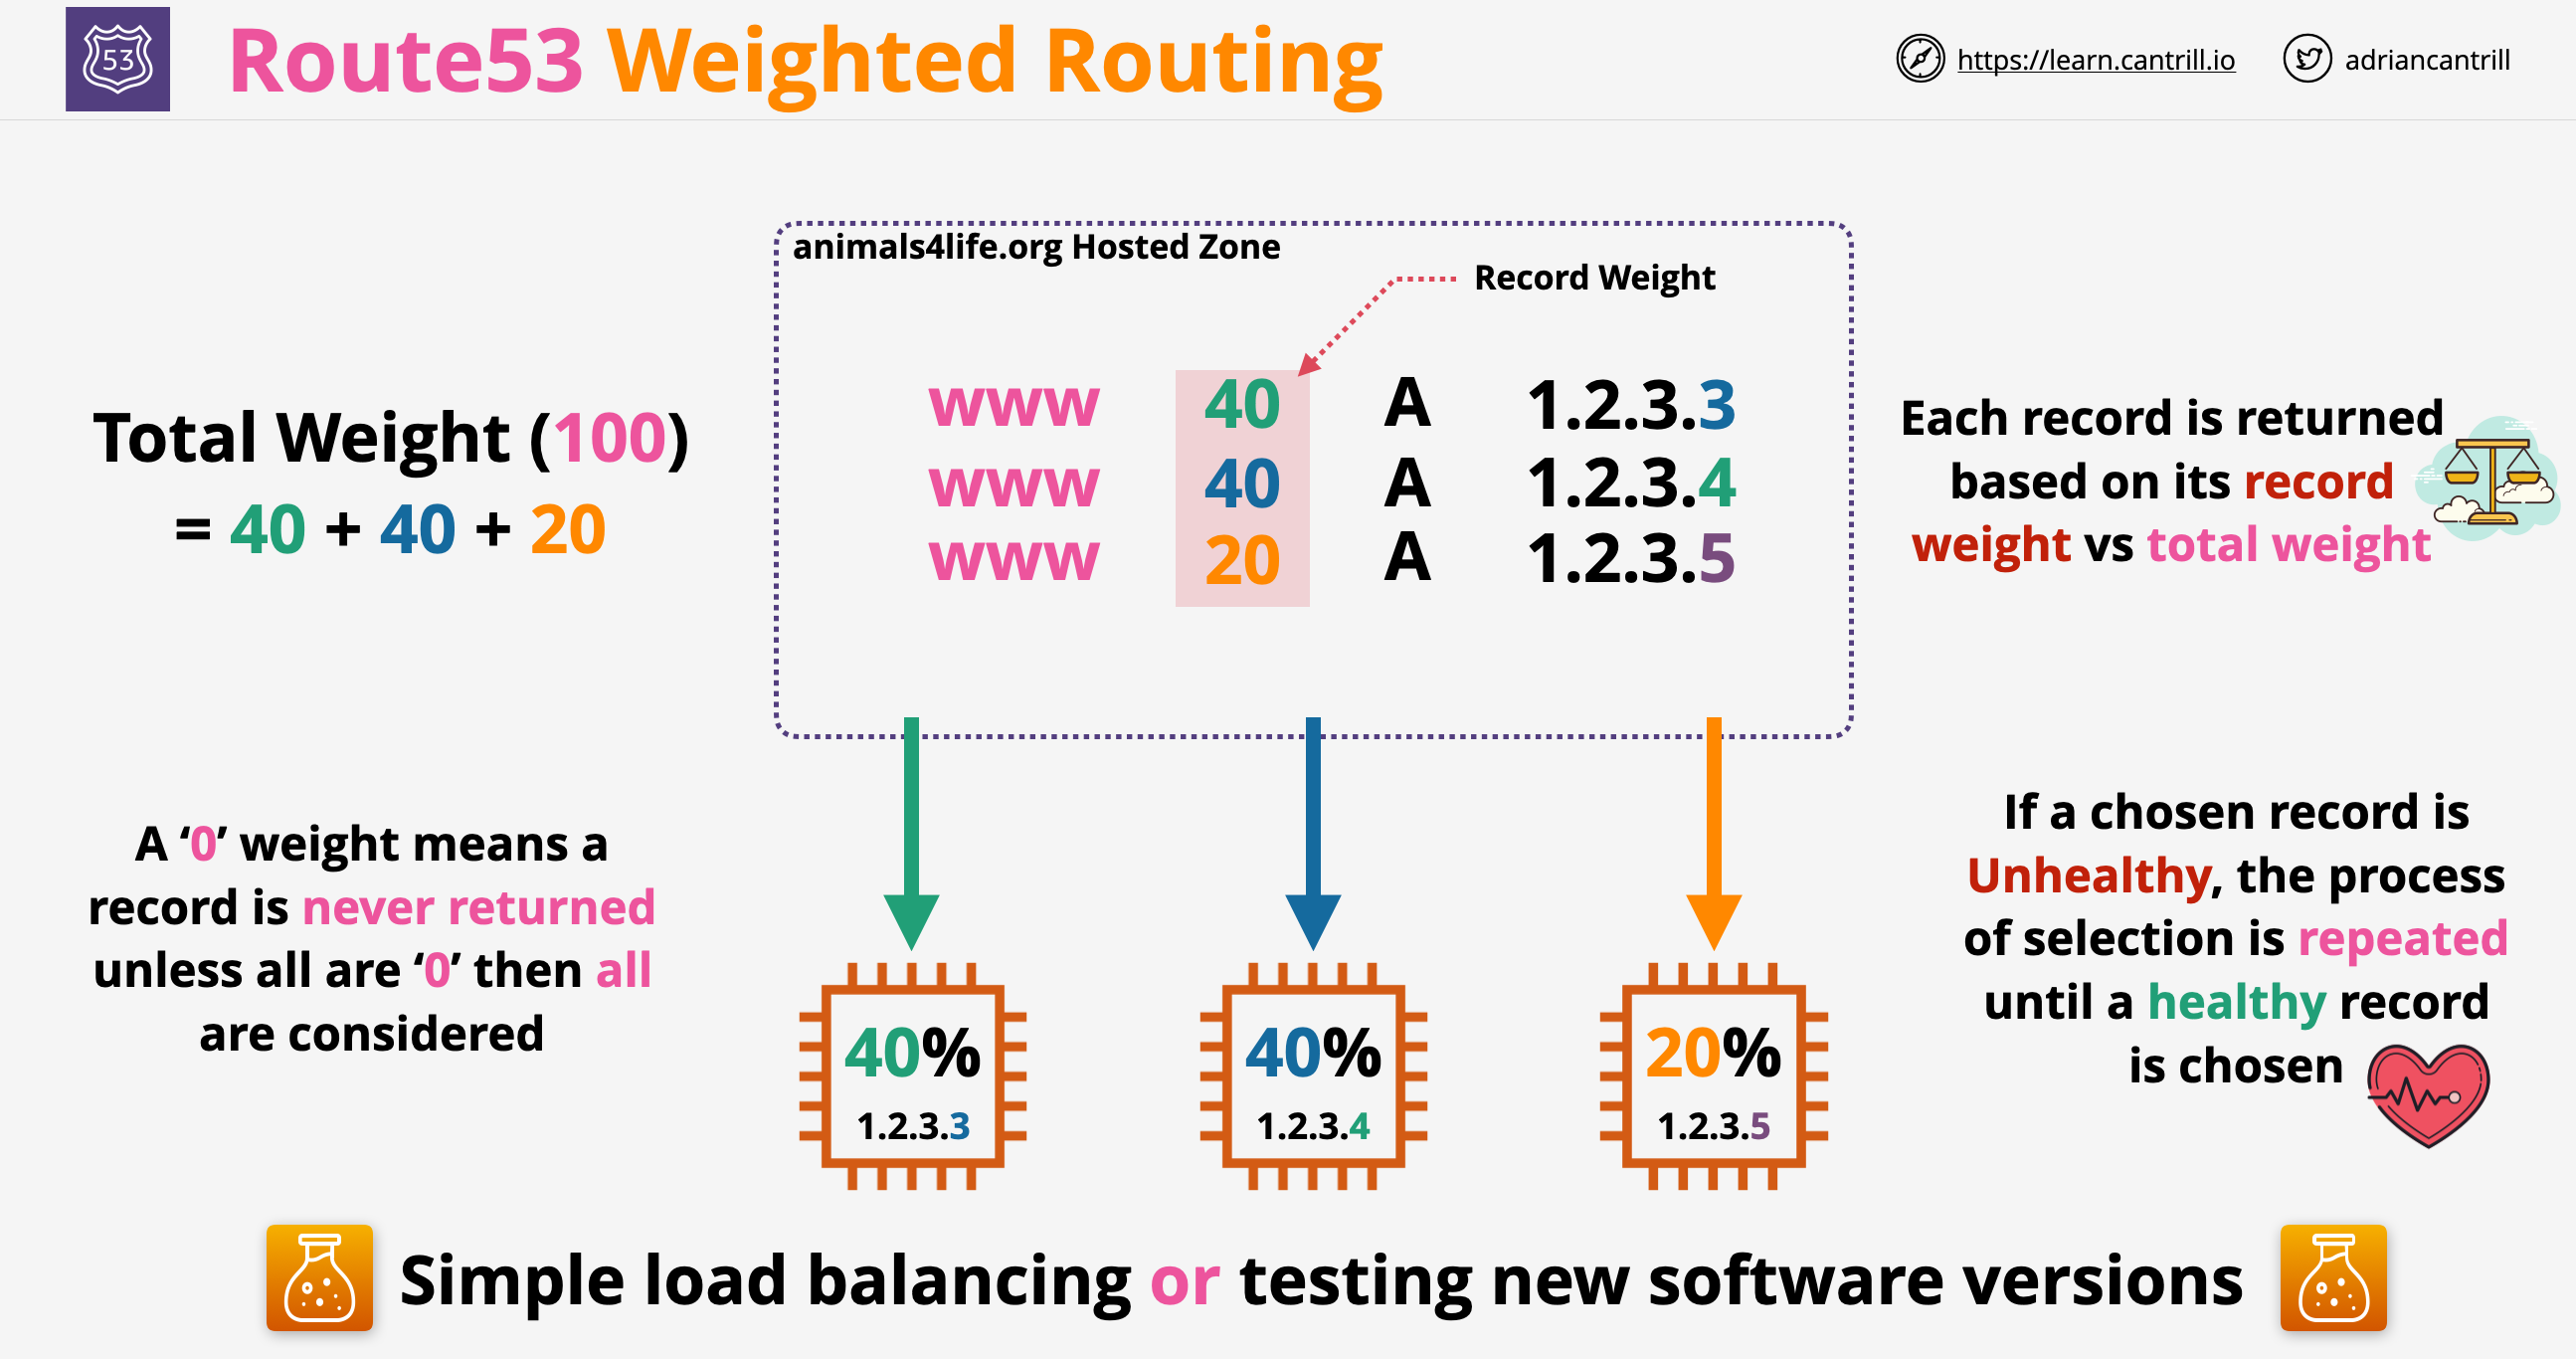 53
Route53 Weighted Routing
https://learn.cantrill.io
adriancantrill
animals4life.org Hosted Zone
Record Weight
www 40 A 1.2.3.3
www 40 A 1.2.3.4
www 20 A 1.2.3.5
Total Weight (100)
= 40 + 40 + 20
Each record is returned
based on its record
weight vs total weight
A ‘0’ weight means a
record is never returned
unless all are ‘0’ then all
are considered
If a chosen record is
Unhealthy, the process
of selection is repeated
until a healthy record
is chosen
40%
1.2.3.3
40%
1.2.3.4
20%
1.2.3.5
Simple load balancing or testing new software versions